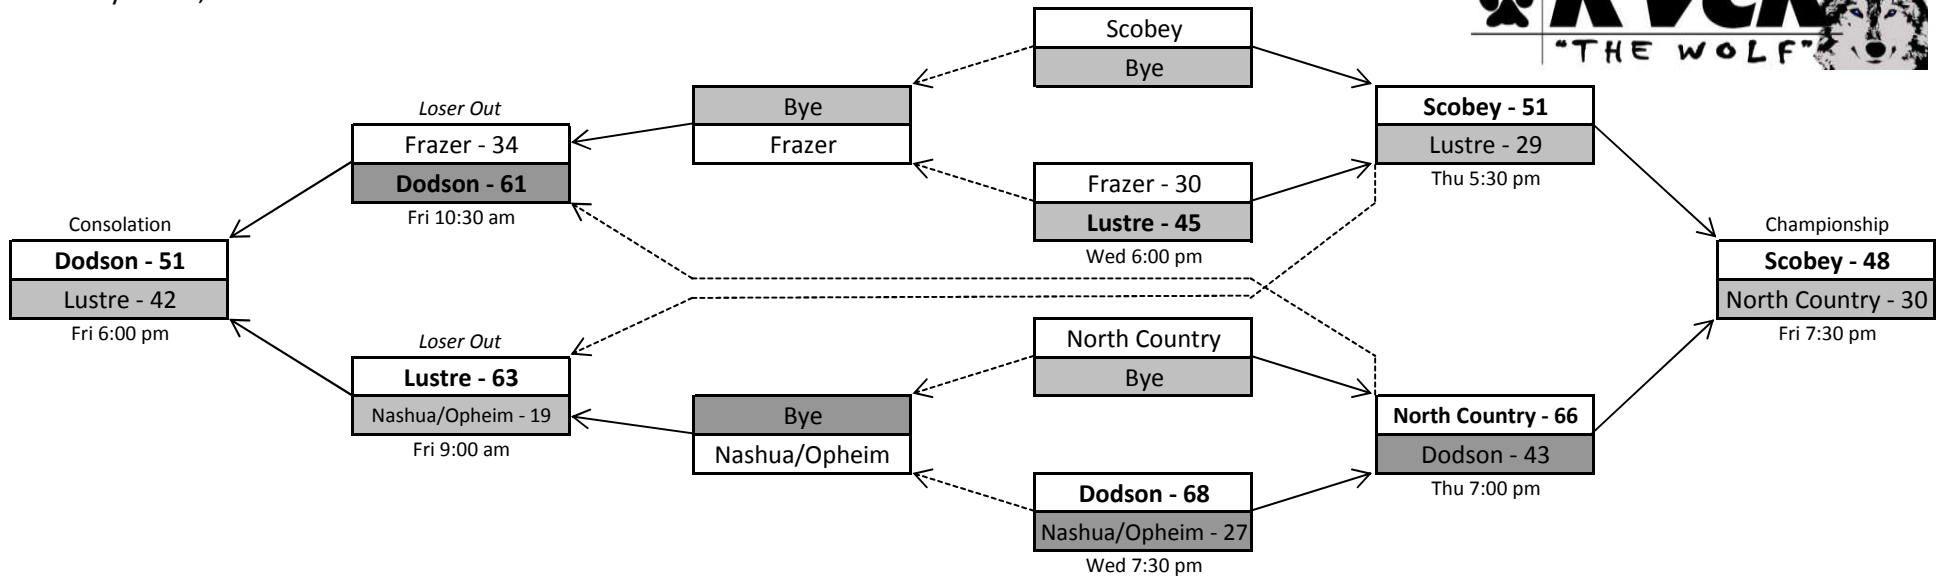 Scobey
Bye
"THE WOLF"
Loser Out
Frazer - 34
Dodson - 61
Fri 10:30 am
Bye
Frazer
Frazer - 30
Lustre - 45
Wed 6:00 pm
Scobey - 51
Lustre - 29
Thu 5:30 pm
Consolation
Dodson - 51
Lustre - 42
Fri 6:00 pm
Championship
Scobey - 48
North Country - 30
Fri 7:30 pm
Loser Out
Lustre - 63
Nashua/Opheim - 19
Fri 9:00 am
Bye
Nashua/Opheim
North Country
Bye
Dodson - 68
Nashua/Opheim - 27
Wed 7:30 pm
North Country - 66
Dodson - 43
Thu 7:00 pm